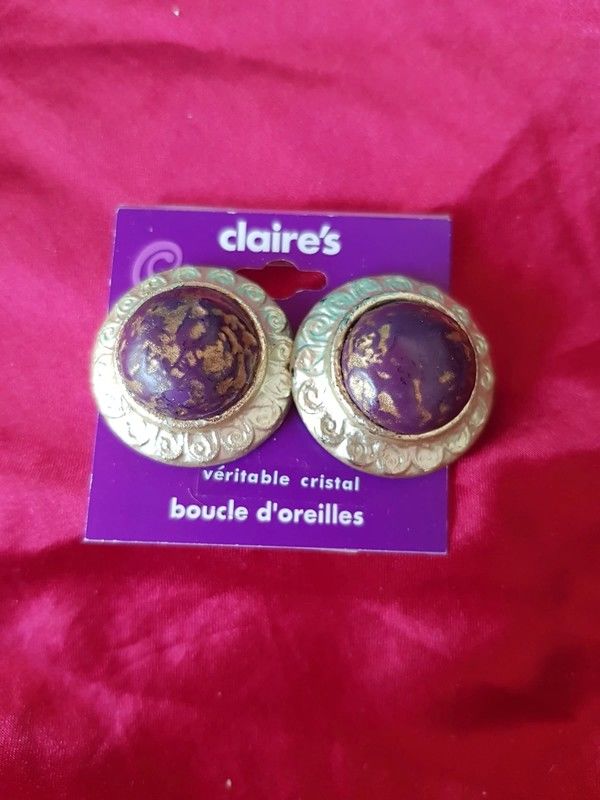 claire's
véritable cristal
boucle d'oreilles